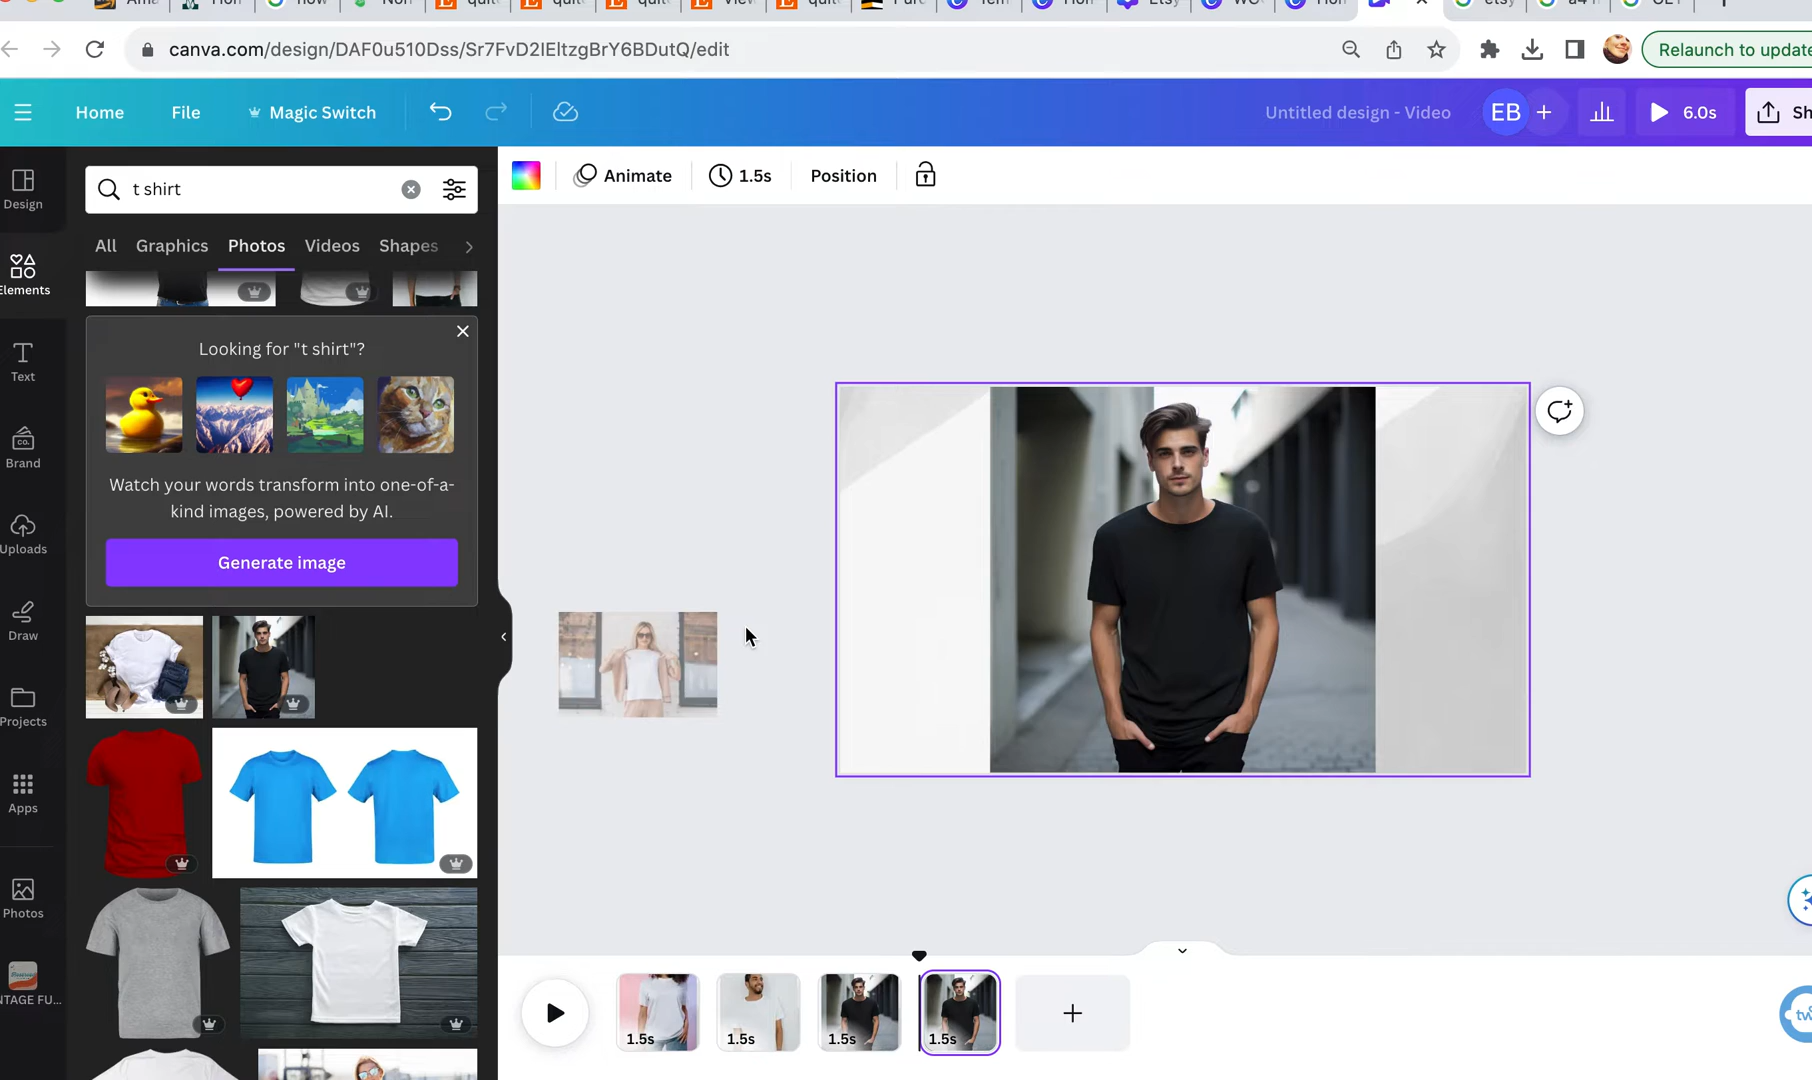 canva.com/design/DAF0u510Dss/Sr7FvD2IEltzgBrY6BDutQ/edit
Relaunch to update
Home
File
Magic Switch
Untitled design - Video
EB
6.0s
Sh
Design
Elements
Text
Brand
Uploads
Draw
Projects
Apps
Photos
NTAGE FU...
t shirt
All Graphics Photos Videos Shapes
Looking for "t shirt"?
Watch your words transform into one-of-a-
kind images, powered by AI.
Generate image
Animate
1.5s
Position
1.5s
1.5s
1.5s
1.5s